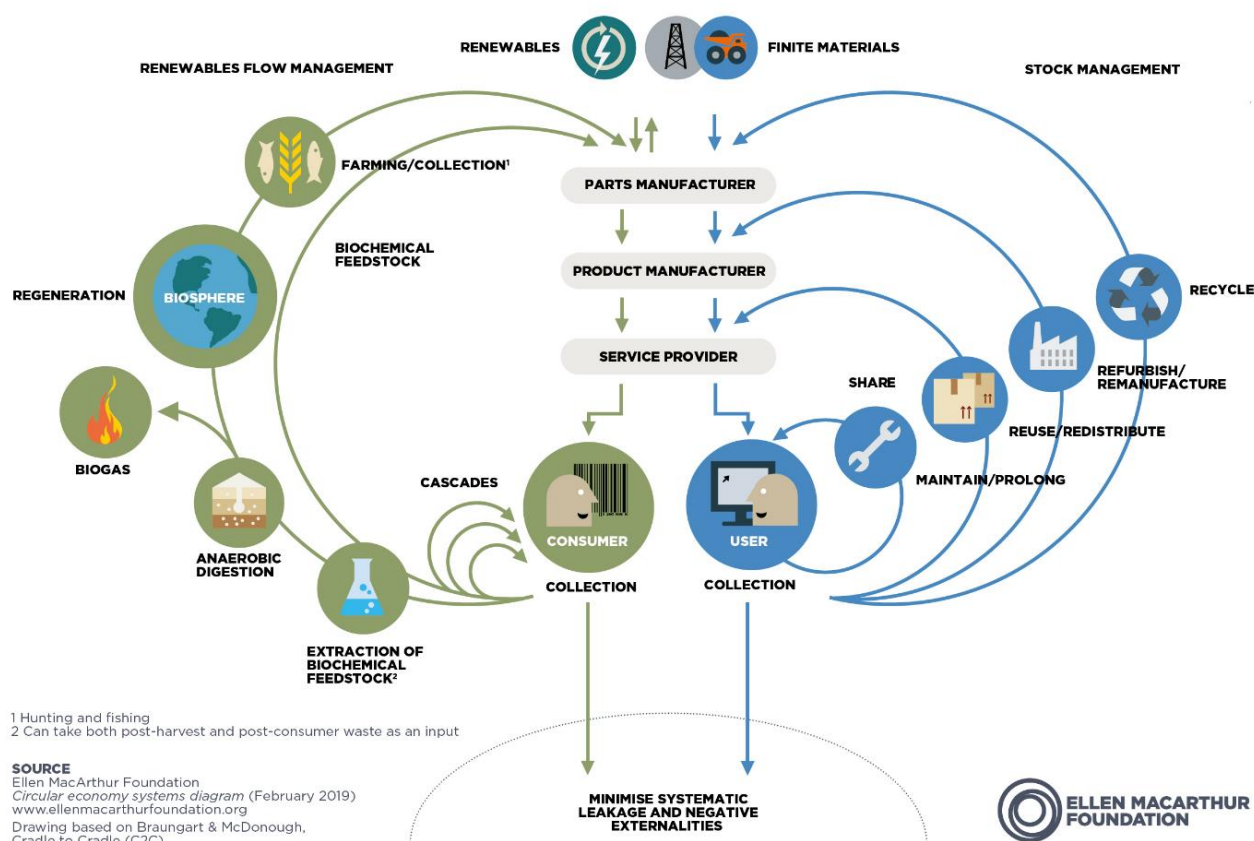 RENEWABLES
FINITE MATERIALS
RENEWABLES FLOW MANAGEMENT
STOCK MANAGEMENT
FARMING/COLLECTION¹
PARTS MANUFACTURER
BIOCHEMICAL
FEEDSTOCK
PRODUCT MANUFACTURER
REGENERATION
BIOSPHERE
RECYCLE
SERVICE PROVIDER
SHARE
REFURBISH/
REMANUFACTURE
REUSE/REDISTRIBUTE
BIOGAS
CASCADES
MAINTAIN/PROLONG
CONSUMER
USER
ANAEROBIC
DIGESTION
COLLECTION
COLLECTION
EXTRACTION OF
BIOCHEMICAL
FEEDSTOCK²
1 Hunting and fishing
2 Can take both post-harvest and post-consumer waste as an input
SOURCE
Ellen MacArthur Foundation
Circular economy systems diagram (February 2019)
www.ellenmacarthurfoundation.org
Drawing based on Braungart & McDonough,
Cradle to Cradle (C2C)
MINIMISE SYSTEMATIC
LEAKAGE AND NEGATIVE
EXTERNALITIES
ELLEN MACARTHUR
FOUNDATION